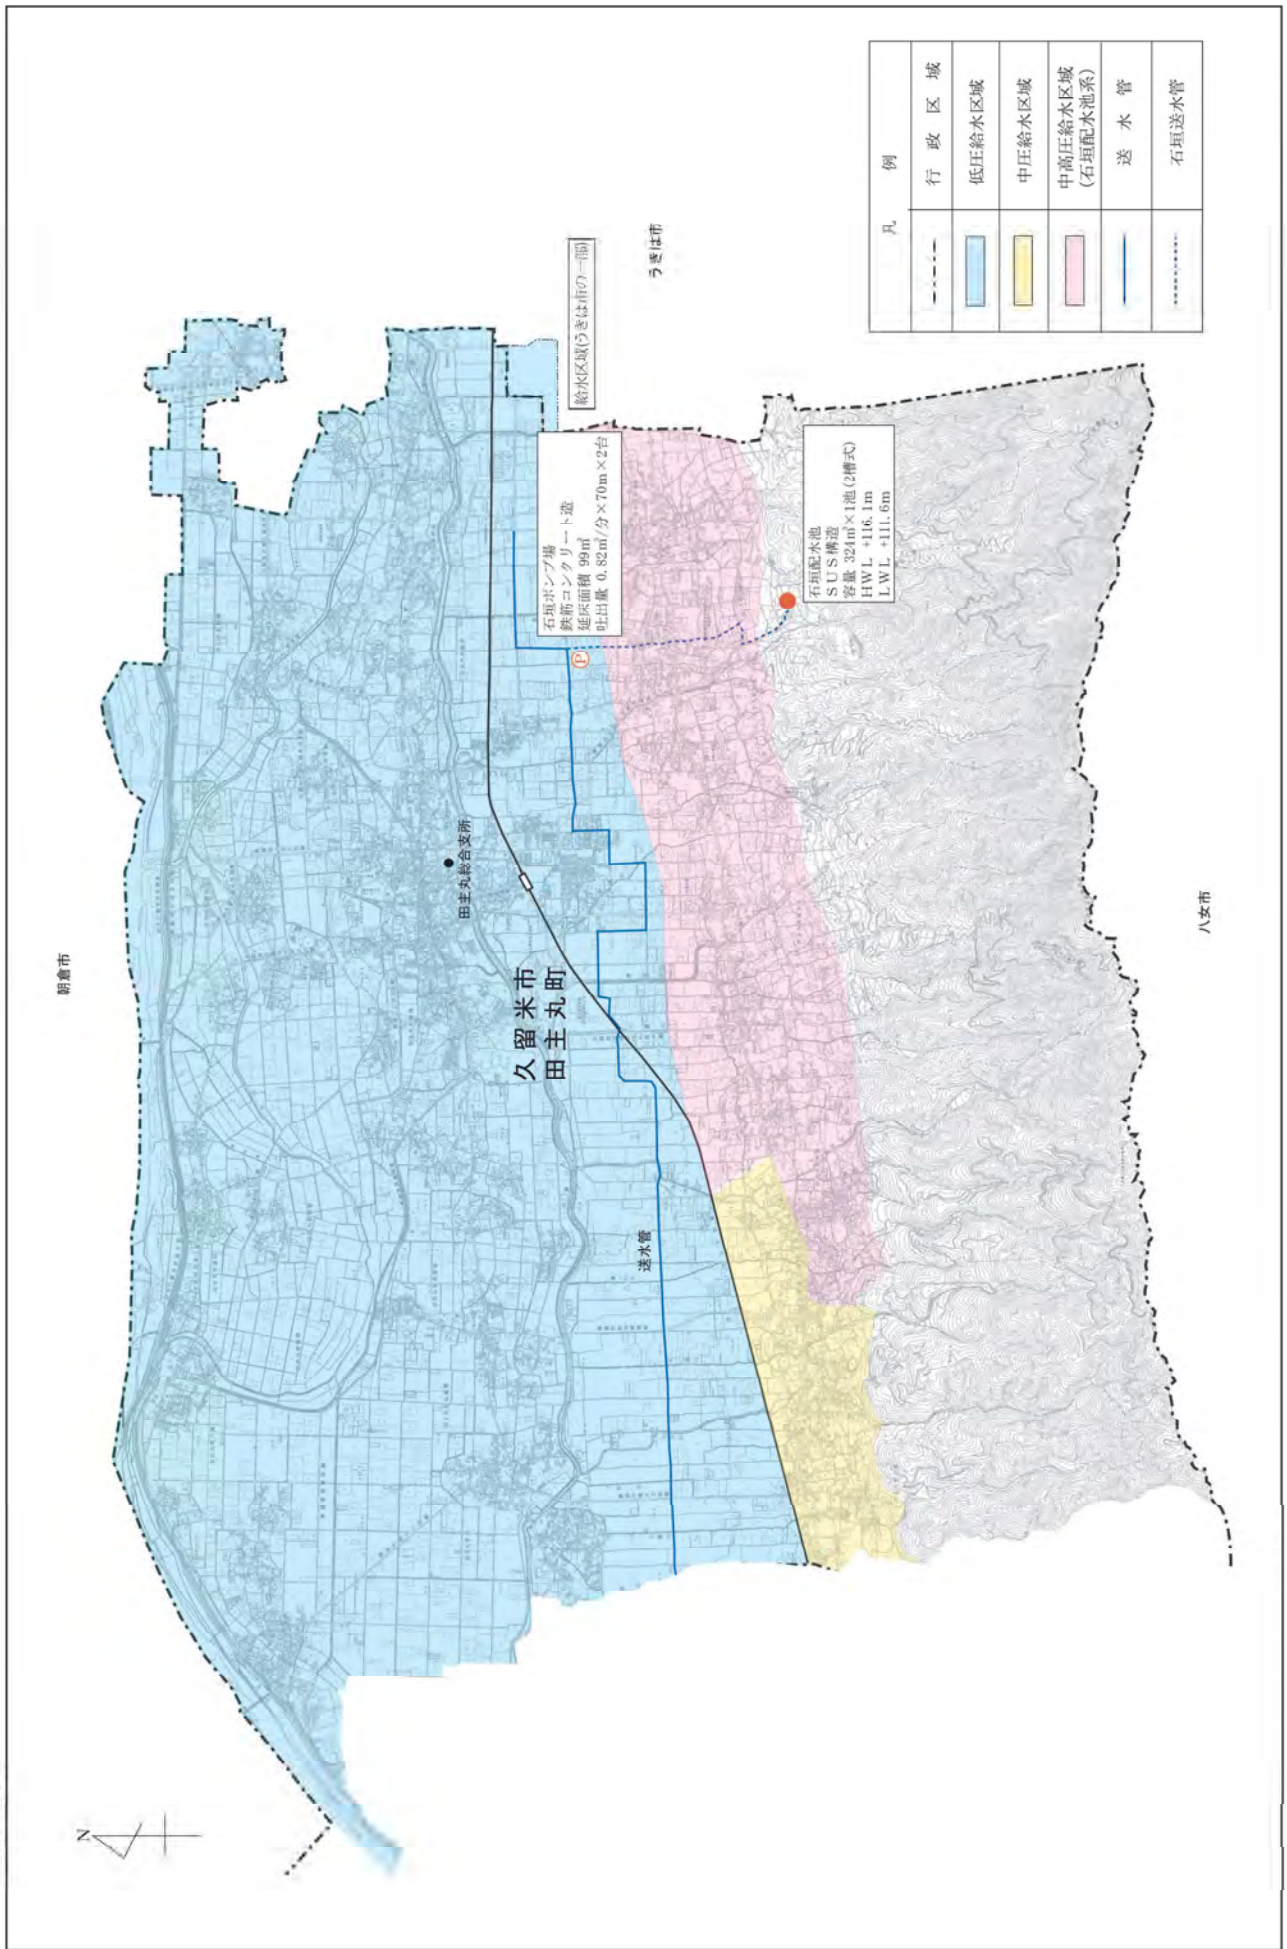 N
朝倉市
久留米市
田主丸町
田主丸総合支所
送水管
石垣ポンプ場
鉄筋コンクリート造
延床面積 99㎡
吐出量 0.82㎥/分×70m×2台
給水区域(うきは市の一部)
うきは市
石垣配水池
SUS構造
容量 324㎥×1池(2槽式)
HWL +116.1m
LWL +111.6m
P
八女市
凡 例
行 政 区 域
低圧給水区域
中圧給水区域
中高圧給水区域
(石垣配水池系)
送 水 管
石垣送水管